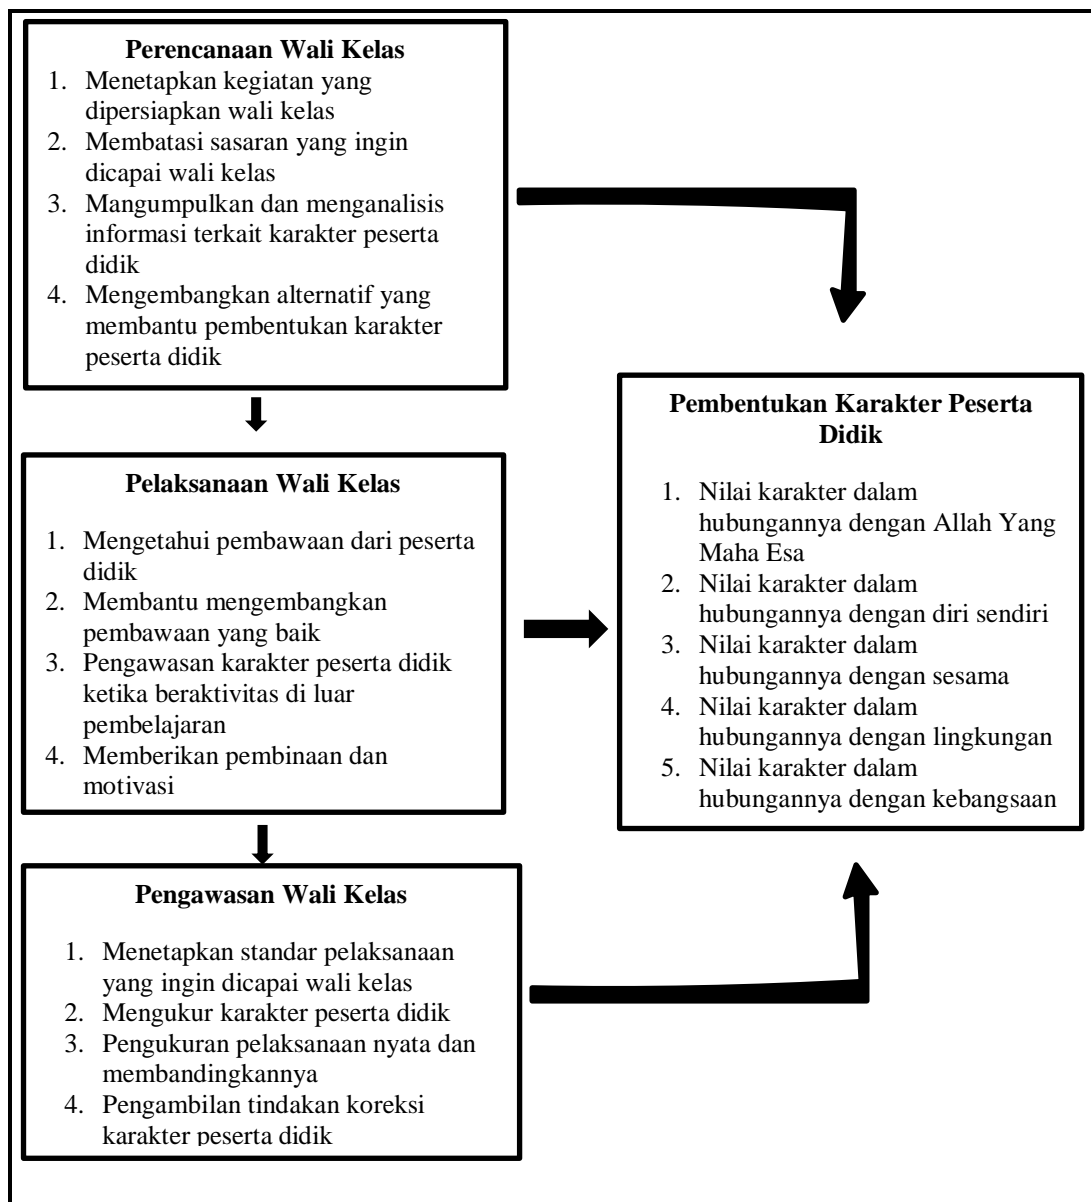 Perencanaan Wali Kelas
1. Menetapkan kegiatan yang
dipersiapkan wali kelas
2. Membatasi sasaran yang ingin
dicapai wali kelas
3. Mangumpulkan dan menganalisis
informasi terkait karakter peserta
didik
4. Mengembangkan alternatif yang
membantu pembentukan karakter
peserta didik
Pelaksanaan Wali Kelas
1. Mengetahui pembawaan dari peserta
didik
2. Membantu mengembangkan
pembawaan yang baik
3. Pengawasan karakter peserta didik
ketika beraktivitas di luar
pembelajaran
4. Memberikan pembinaan dan
motivasi
Pengawasan Wali Kelas
1. Menetapkan standar pelaksanaan
yang ingin dicapai wali kelas
2. Mengukur karakter peserta didik
3. Pengukuran pelaksanaan nyata dan
membandingkannya
4. Pengambilan tindakan koreksi
karakter peserta didik
Pembentukan Karakter Peserta
Didik
1. Nilai karakter dalam
hubungannya dengan Allah Yang
Maha Esa
2. Nilai karakter dalam
hubungannya dengan diri sendiri
3. Nilai karakter dalam
hubungannya dengan sesama
4. Nilai karakter dalam
hubungannya dengan lingkungan
5. Nilai karakter dalam
hubungannya dengan kebangsaan